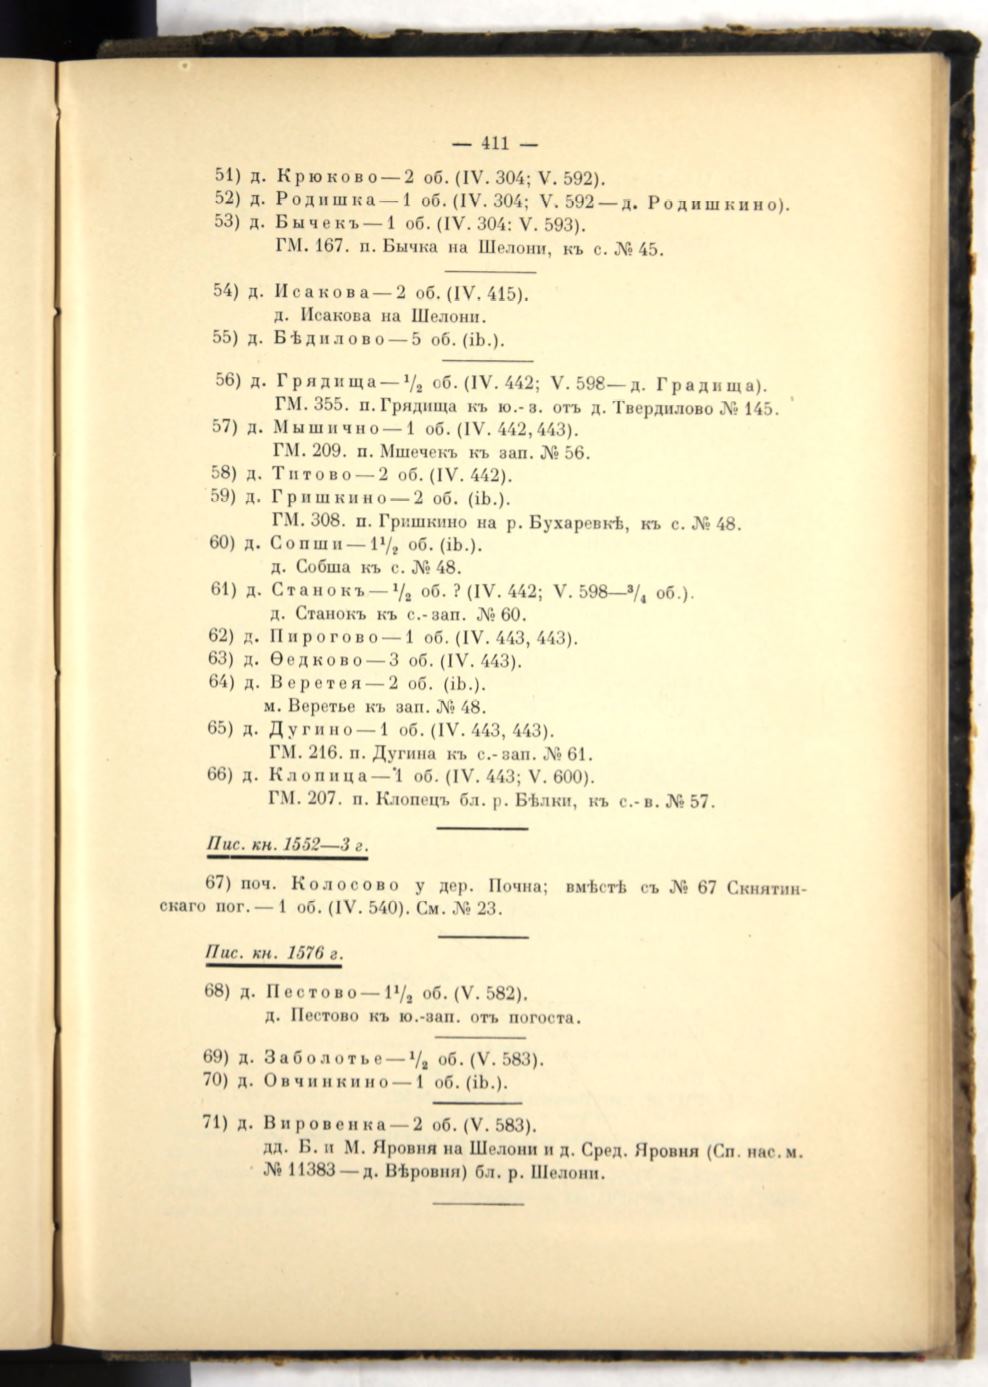 — 411 —
51) д. Крюково—2 об. (IV. 304; V. 592).
52) д. Родишка—1 об. (IV. 304; V. 592—д. Родишкино).
53) д. Бычекъ—1 об. (IV. 304: V. 593).
ГМ. 167. п. Бычка на Шелони, къ с. № 45.
54) д. Исакова—2 об. (IV. 415).
д. Исакова на Шелони.
55) д. Бѣдилово—5 об. (ib.).
56) д. Грядища—1/2 об. (IV. 442; V. 598—д. Градища).
ГМ. 355. п. Грядища къ ю.-з. отъ д. Твердилово № 145.
57) д. Мышично—1 об. (IV. 442, 443).
ГМ. 209. п. Мшечекъ къ зап. № 56.
58) д. Титово—2 об. (IV. 442).
59) д. Гришкино—2 об. (ib.).
ГМ. 308. п. Гришкино на р. Бухаревкѣ, къ с. № 48.
60) д. Сопши—1 1/2 об. (ib.).
д. Собша къ с. № 48.
61) д. Станокъ—1/2 об. ? (IV. 442; V. 598—3/4 об.).
д. Станокъ къ с.-зап. № 60.
62) д. Пирогово—1 об. (IV. 443, 443).
63) д. Ѳедково—3 об. (IV. 443).
64) д. Веретея—2 об. (ib.).
м. Веретье къ зап. № 48.
65) д. Дугино—1 об. (IV. 443, 443).
ГМ. 216. п. Дугина къ с.-зап. № 61.
66) д. Клопица—1 об. (IV. 443; V. 600).
ГМ. 207. п. Клопецъ бл. р. Бѣлки, къ с.-в. № 57.
Пис. кн. 1552—3 г.
67) поч. Колосово у дер. Почна; вмѣстѣ съ № 67 Скнятин-
скаго пог.—1 об. (IV. 540). См. № 23.
Пис. кн. 1576 г.
68) д. Пестово—1 1/2 об. (V. 582).
д. Пестово къ ю.-зап. отъ погоста.
69) д. Заболотье—1/2 об. (V. 583).
70) д. Овчинкино—1 об. (ib.).
71) д. Вировенка—2 об. (V. 583).
дд. Б. и М. Яровня на Шелони и д. Сред. Яровня (Сп. нас. м.
№ 11383—д. Вѣровня) бл. р. Шелони.